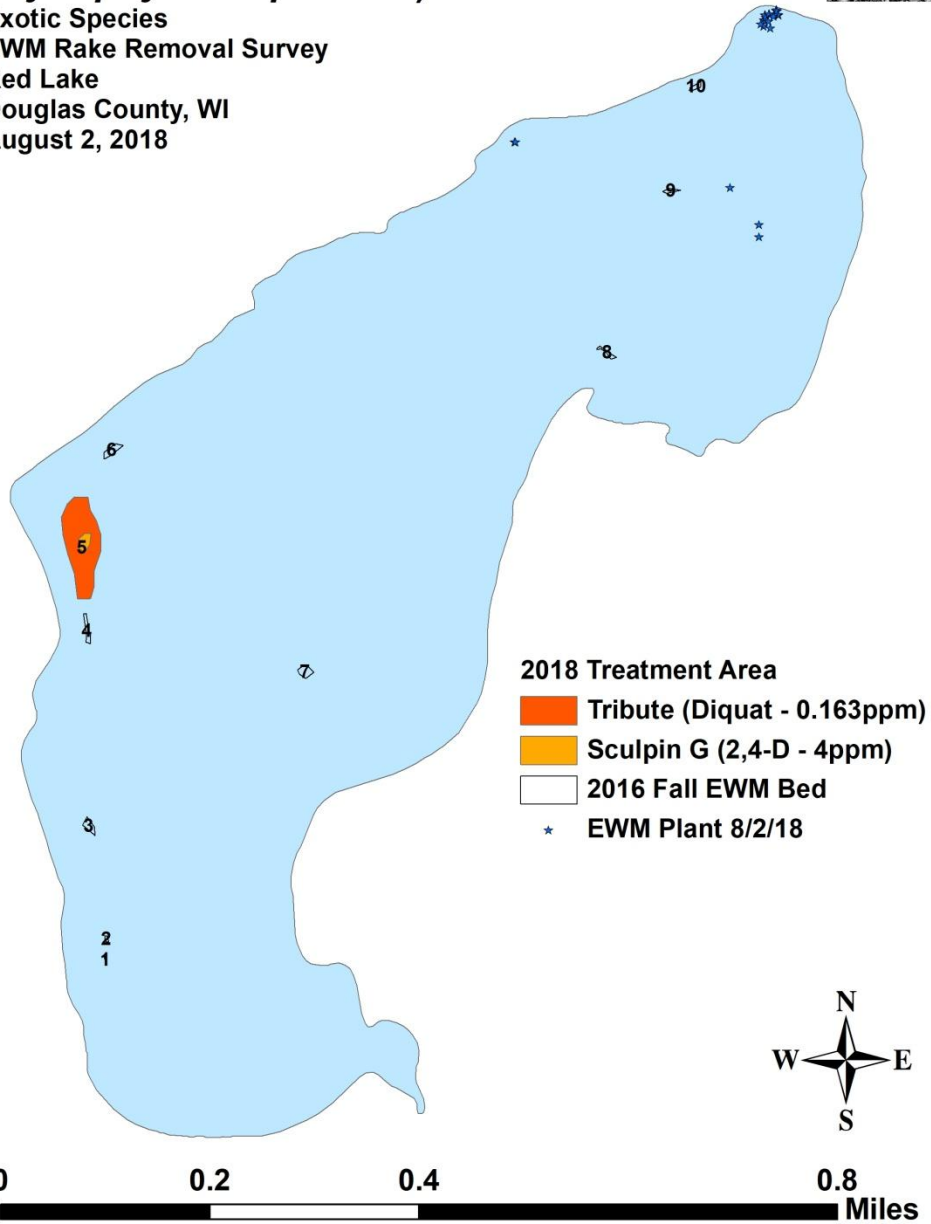 xotic Species
WM Rake Removal Survey
ed Lake
ouglas County, WI
ugust 2, 2018
10
9
8
6
5
4
7
2018 Treatment Area
Tribute (Diquat - 0.163ppm)
Sculpin G (2,4-D - 4ppm)
2016 Fall EWM Bed
EWM Plant 8/2/18
3
2
1
N
W E
S
0 0.2 0.4 0.8
Miles